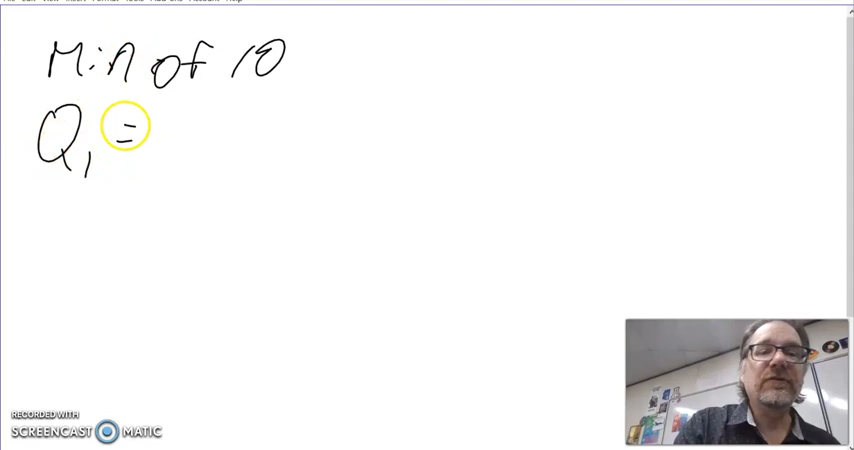 Min of 10
Q1 =
RECORDED WITH
SCREENCAST MATIC